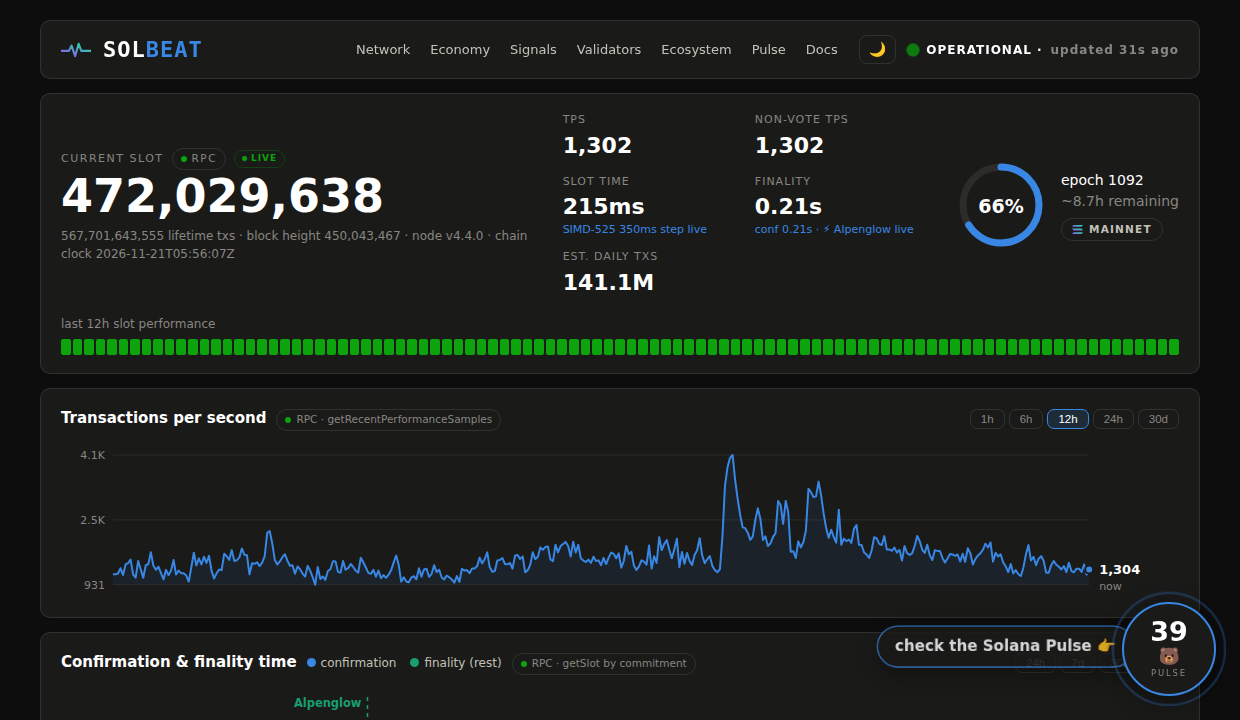 SOLBEAT
Network Economy Signals Validators Ecosystem Pulse Docs
OPERATIONAL · updated 31s ago
CURRENT SLOT RPC LIVE
472,029,638
567,701,643,555 lifetime txs · block height 450,043,467 · node v4.4.0 · chain
clock 2026-11-21T05:56:07Z
TPS
1,302
NON-VOTE TPS
1,302
SLOT TIME
215ms
SIMD-525 350ms step live
FINALITY
0.21s
conf 0.21s · ⚡ Alpenglow live
EST. DAILY TXS
141.1M
66%
epoch 1092
~8.7h remaining
MAINNET
last 12h slot performance
Transactions per second RPC · getRecentPerformanceSamples
1h 6h 12h 24h 30d
4.1K
2.5K
931
1,304
now
Confirmation & finality time confirmation finality (rest) RPC · getSlot by commitment
24h 7d
check the Solana Pulse 👉
39
PULSE
Alpenglow